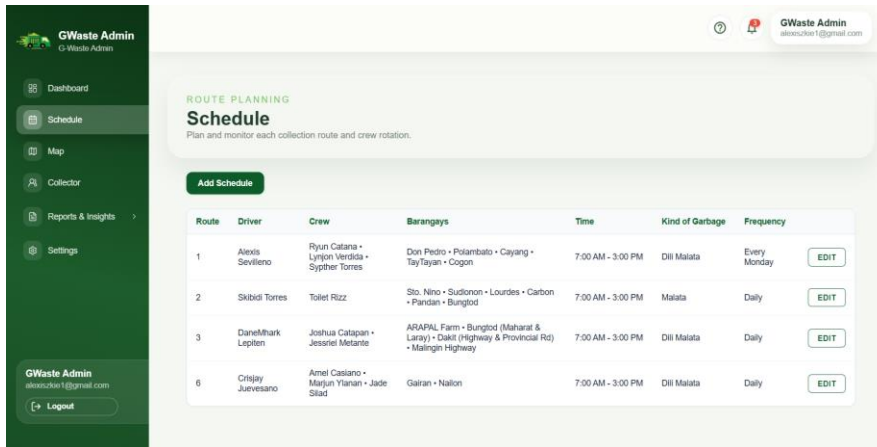 GWaste Admin
G-Waste Admin
Dashboard
Schedule
Map
Collector
Reports & Insights
Settings
GWaste Admin
alexiszkie1@gmail.com
Logout
3
GWaste Admin
alexiszkie1@gmail.com
ROUTE PLANNING
Schedule
Plan and monitor each collection route and crew rotation.
Add Schedule
Route Driver Crew Barangays Time Kind of Garbage Frequency
1 Alexis Sevilleno Ryun Catana • Lynjon Verdida • Sypther Torres Don Pedro • Polambato • Cayang • TayTayan • Cogon 7:00 AM - 3:00 PM Dili Malata Every Monday EDIT
2 Skibidi Torres Toilet Rizz Sto. Nino • Sudlonon • Lourdes • Carbon • Pandan • Bungtod 7:00 AM - 3:00 PM Malata Daily EDIT
3 DaneMhark Lepiten Joshua Catapan • Jessriel Metante ARAPAL Farm • Bungtod (Maharat & Laray) • Dakit (Highway & Provincial Rd) • Malingin Highway 7:00 AM - 3:00 PM Dili Malata Daily EDIT
6 Crisjay Juevesano Arnel Casiano • Marjun Ylanan • Jade Silad Gairan • Nailon 7:00 AM - 3:00 PM Dili Malata Daily EDIT